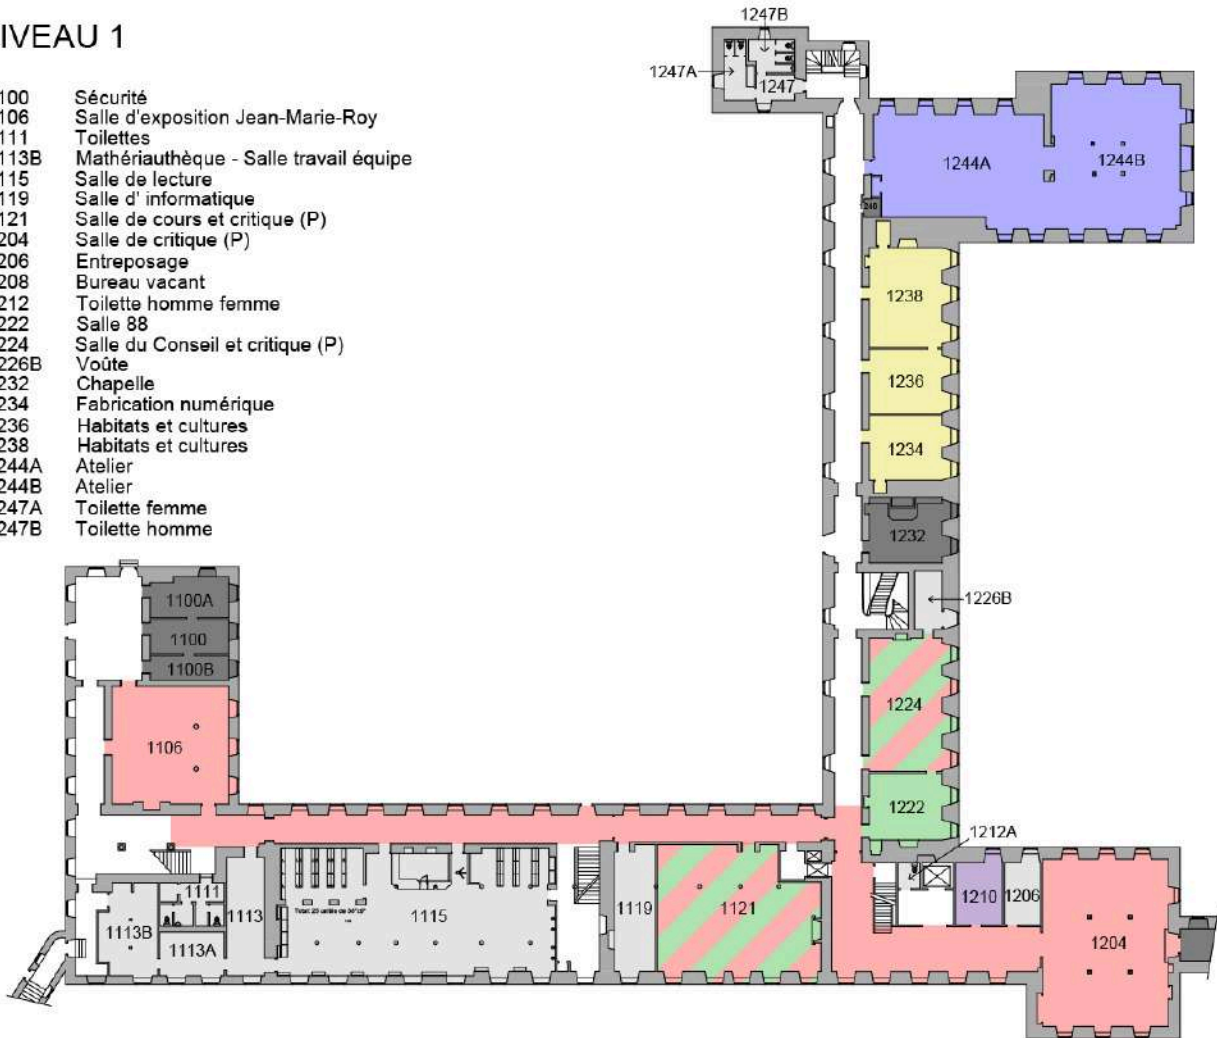 IVEAU 1
100 Sécurité
106 Salle d'exposition Jean-Marie-Roy
111 Toilettes
113B Mathériauthèque - Salle travail équipe
115 Salle de lecture
119 Salle d' informatique
121 Salle de cours et critique (P)
204 Salle de critique (P)
206 Entreposage
208 Bureau vacant
212 Toilette homme femme
222 Salle 88
224 Salle du Conseil et critique (P)
226B Voûte
232 Chapelle
234 Fabrication numérique
236 Habitats et cultures
238 Habitats et cultures
244A Atelier
244B Atelier
247A Toilette femme
247B Toilette homme
1247B
1247A
1247
1244A
1244B
1238
1236
1234
1232
1226B
1224
1222
1212A
1100A
1100
1100B
1106
1111
1113B
1113
1113A
1115
1119
1121
1210
1206
1204